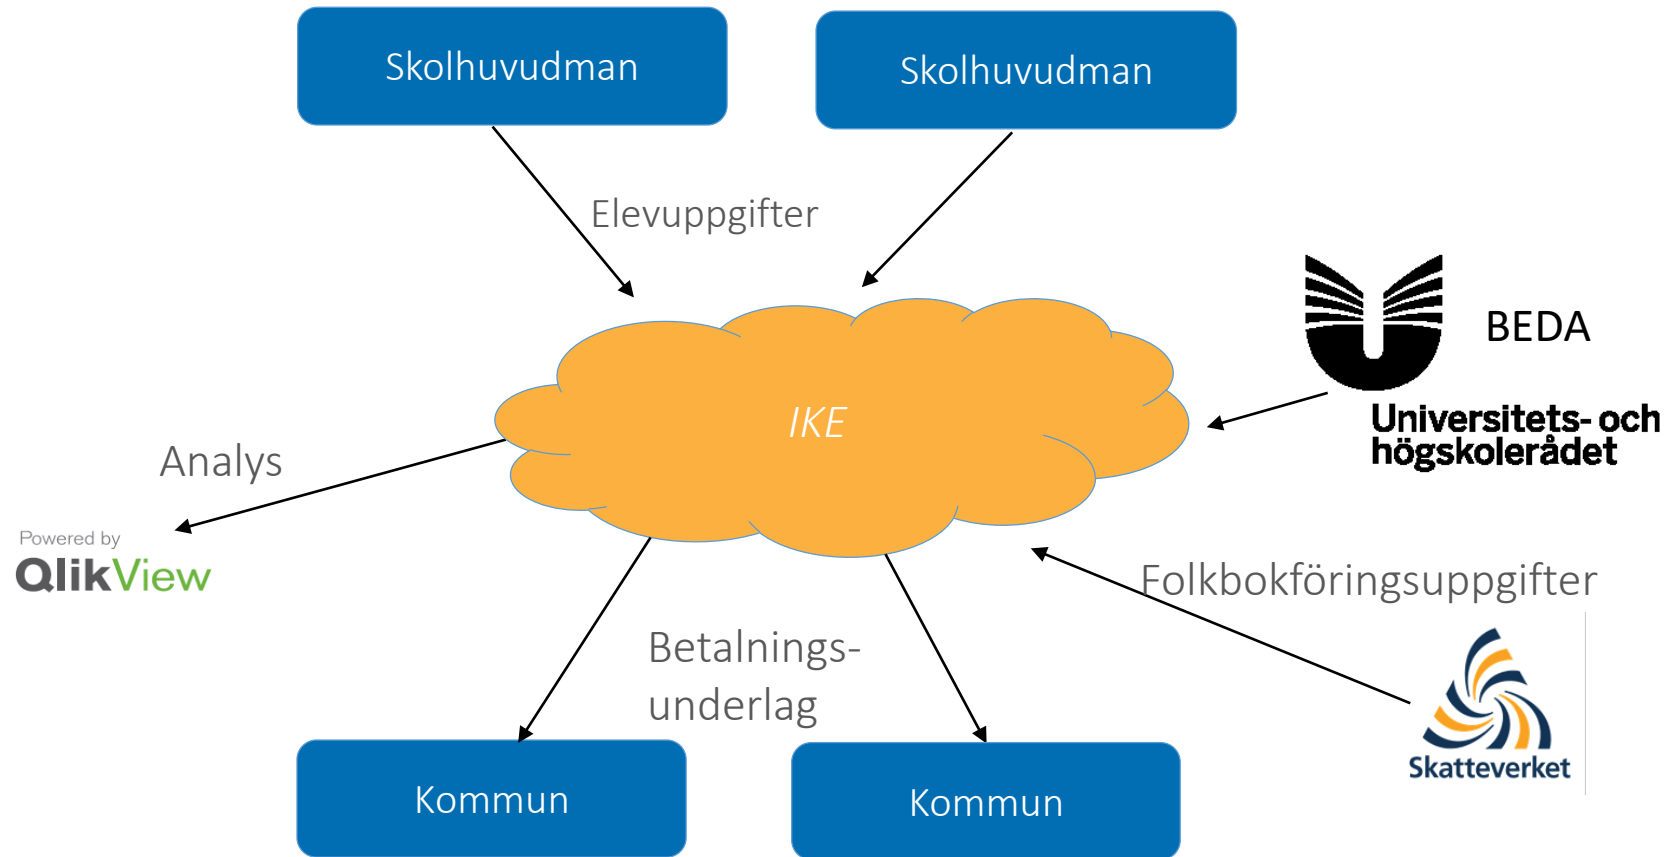 Skolhuvudman
Skolhuvudman
Elevuppgifter
BEDA
Universitets- och
högskolerådet
IKE
Analys
Powered by
QlikView
Folkbokföringsuppgifter
Betalnings-
underlag
Skatteverket
Kommun
Kommun